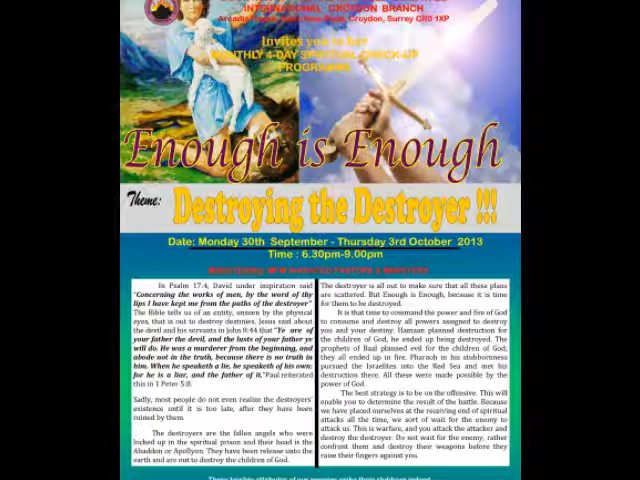 INTERNATIONAL CROYDON BRANCH
Croydon, Surrey CR0 1XP
Invites you to her
MONTHLY 4-DAY SPIRITUAL CHECK-UP
PROGRAMME
Enough is Enough
Theme: Destroying the Destroyer !!!
Date: Monday 30th September - Thursday 3rd October 2013
Time : 6.30pm-9.00pm
MINISTERING: MFM ANOINTED PASTORS & MINISTERS
In Psalm 17:4, David under inspiration said
"Concerning the works of men, by the word of thy
lips I have kept me from the paths of the destroyer"
The Bible tells us of an entity, unseen by the physical
eyes, that is out to destroy destinies. Jesus said about
the devil and his servants in John 8:44 that "Ye are of
your father the devil, and the lusts of your father ye
will do. He was a murderer from the beginning, and
abode not in the truth, because there is no truth in
him. When he speaketh a lie, he speaketh of his own:
for he is a liar, and the father of it." Paul reiterated
this in 1 Peter 5:8.
Sadly, most people do not even realize the destroyers'
existence until it is too late, after they have been
ruined by them.
The destroyers are the fallen angels who were
locked up in the spiritual prison and their head is the
Abaddon or Apollyon. They have been released unto the
earth and are out to destroy the children of God.
The destroyer is all out to make sure that all these plans
are scattered. But Enough is Enough, because it is time
for them to be destroyed.
It is that time to command the power and fire of God
to consume and destroy all powers assigned to destroy
you and your destiny. Hamaan planned destruction for
the children of God, he ended up being destroyed. The
prophets of Baal planned evil for the children of God;
they all ended up in fire. Pharaoh in his stubbornness
pursued the Israelites into the Red Sea and met his
destruction there. All these were made possible by the
power of God.
The best strategy is to be on the offensive. This will
enable you to determine the result of the battle. Because
we have placed ourselves at the receiving end of spiritual
attacks all the time, we sort of wait for the enemy to
attack us. This is warfare, and you attack the attacker and
destroy the destroyer. Do not wait for the enemy, rather
confront them and destroy their weapons before they
raise their fingers against you.